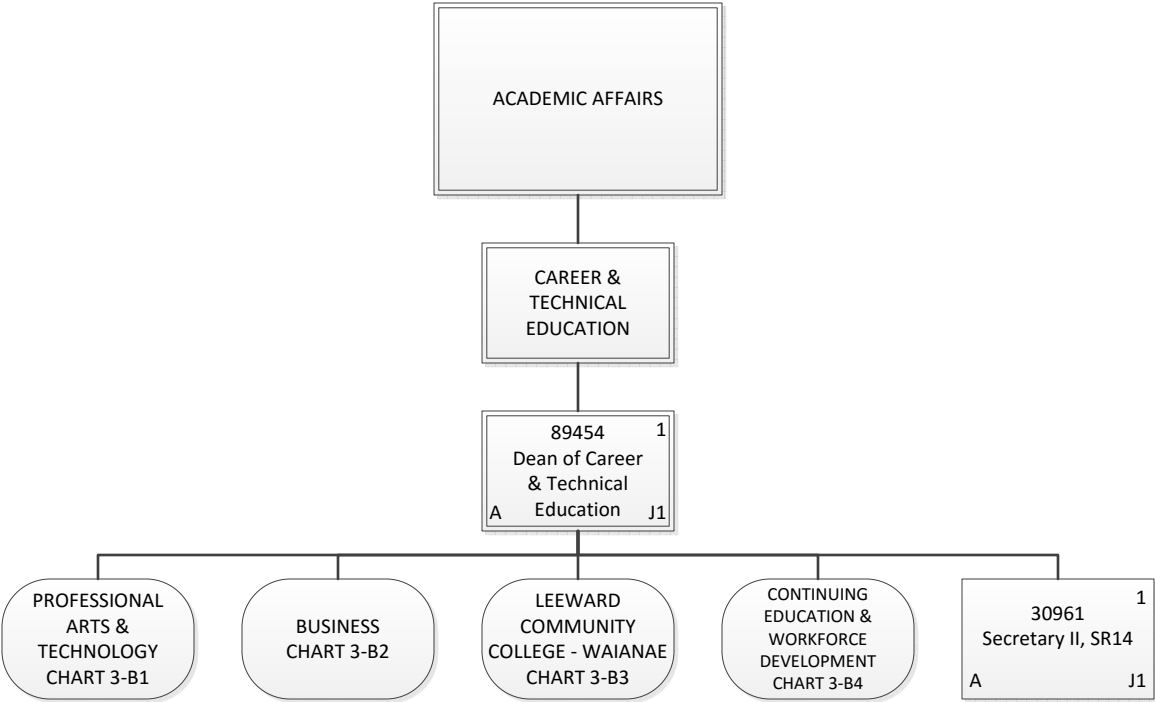 ACADEMIC AFFAIRS
CAREER &
TECHNICAL
EDUCATION
89454 1
Dean of Career
& Technical
A Education J1
PROFESSIONAL
ARTS &
TECHNOLOGY
CHART 3-B1
BUSINESS
CHART 3-B2
LEEWARD
COMMUNITY
COLLEGE - WAIANAE
CHART 3-B3
CONTINUING
EDUCATION &
WORKFORCE
DEVELOPMENT
CHART 3-B4
1
30961
Secretary II, SR14
A J1